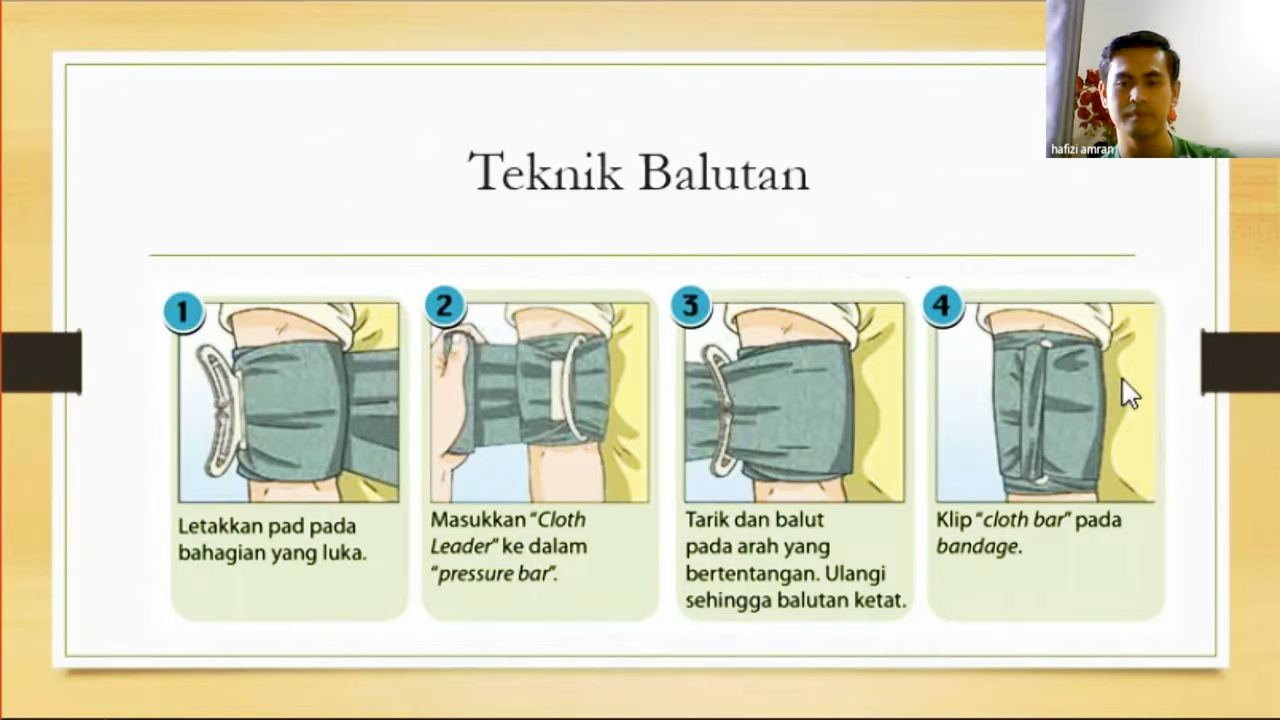 hafizi amran
Teknik Balutan
1
Letakkan pad pada
bahagian yang luka.
2
Masukkan “Cloth
Leader” ke dalam
“pressure bar”.
3
Tarik dan balut
pada arah yang
bertentangan. Ulangi
sehingga balutan ketat.
4
Klip “cloth bar” pada
bandage.